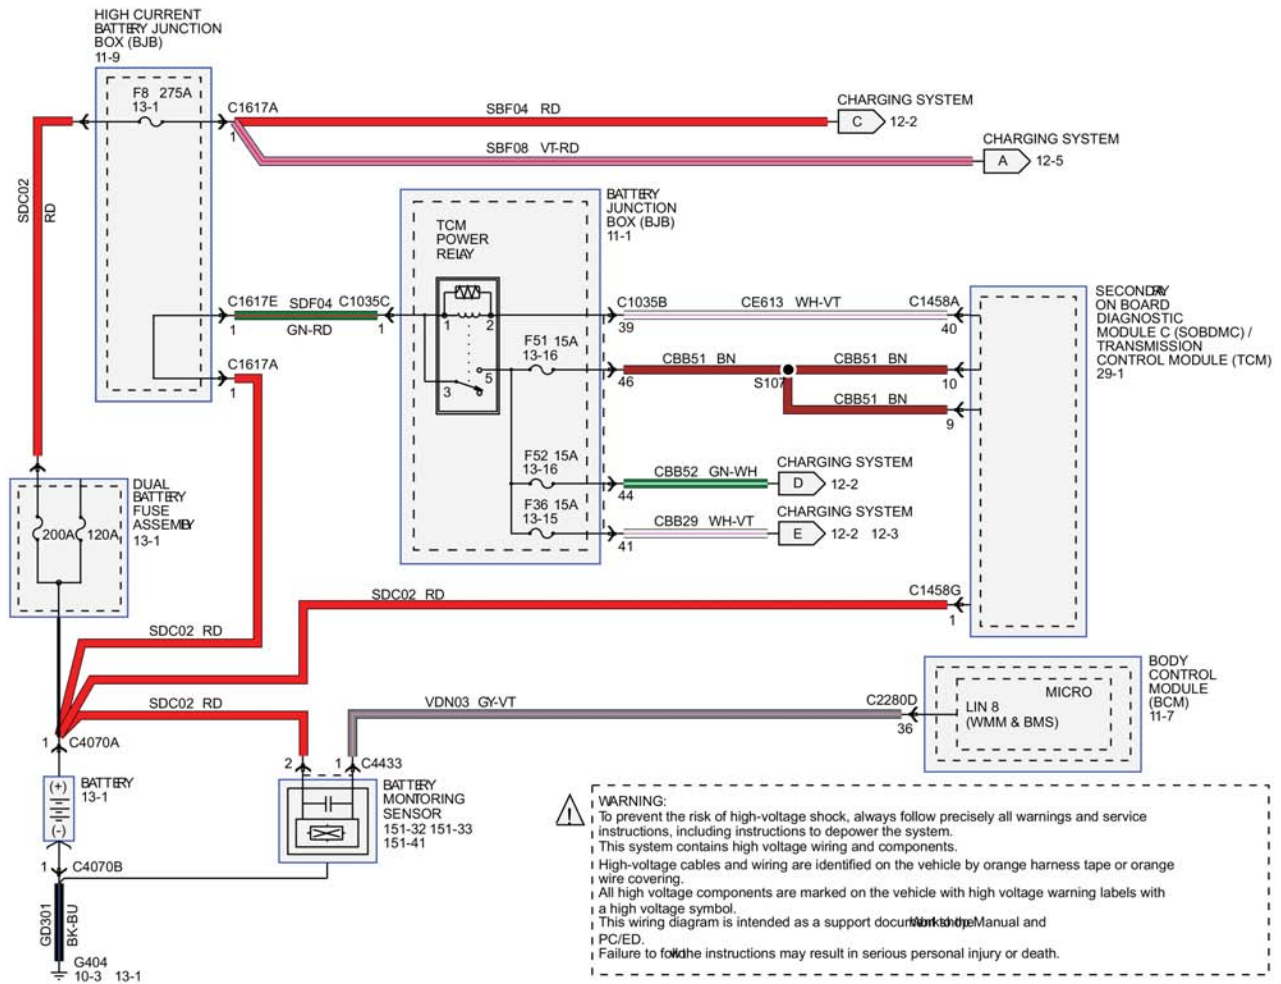 HIGH CURRENT
BATTERY JUNCTION
BOX (BJB)
11-9
F8 275A
13-1
C1617A
1
SBF04 RD
CHARGING SYSTEM
C 12-2
SBF08 VT-RD
CHARGING SYSTEM
A 12-5
SDC02
RD
BATTERY
JUNCTION
BOX (BJB)
11-1
TCM
POWER
RELAY
1 2
3 5
C1617E SDF04 C1035C
1 GN-RD 1
C1617A
1
C1035B CE613 WH-VT C1458A
39 40
F51 15A
13-16
CBB51 BN CBB51 BN
46 S107 10
CBB51 BN
9
SECONDRY
ON BOARD
DIAGNOSTIC
MODULE C (SOBDMC) /
TRANSMISSION
CONTROL MODULE (TCM)
29-1
F52 15A
13-16
CBB52 GN-WH
44
CHARGING SYSTEM
D 12-2
F36 15A
13-15
CBB29 WH-VT
41
CHARGING SYSTEM
E 12-2 12-3
DUAL
BATTERY
FUSE
ASSEMBLY
13-1
200A 120A
SDC02 RD
C1458G
1
SDC02 RD
SDC02 RD
VDN03 GY-VT
C2280D
36
BODY
CONTROL
MODULE
(BCM)
11-7
MICRO
LIN 8
(WMM & BMS)
1 C4070A
2 1 C4433
BATTERY
13-1
(+)
(-)
BATTERY
MONTORING
SENSOR
151-32 151-33
151-41
1 C4070B
GD301
BK-BU
G404
10-3 13-1
WARNING:
To prevent the risk of high-voltage shock, always follow precisely all warnings and service
instructions, including instructions to depower the system.
This system contains high voltage wiring and components.
High-voltage cables and wiring are identified on the vehicle by orange harness tape or orange
wire covering.
All high voltage components are marked on the vehicle with high voltage warning labels with
a high voltage symbol.
This wiring diagram is intended as a support Manual and
PC/ED.
Failure to the instructions may result in serious personal injury or death.